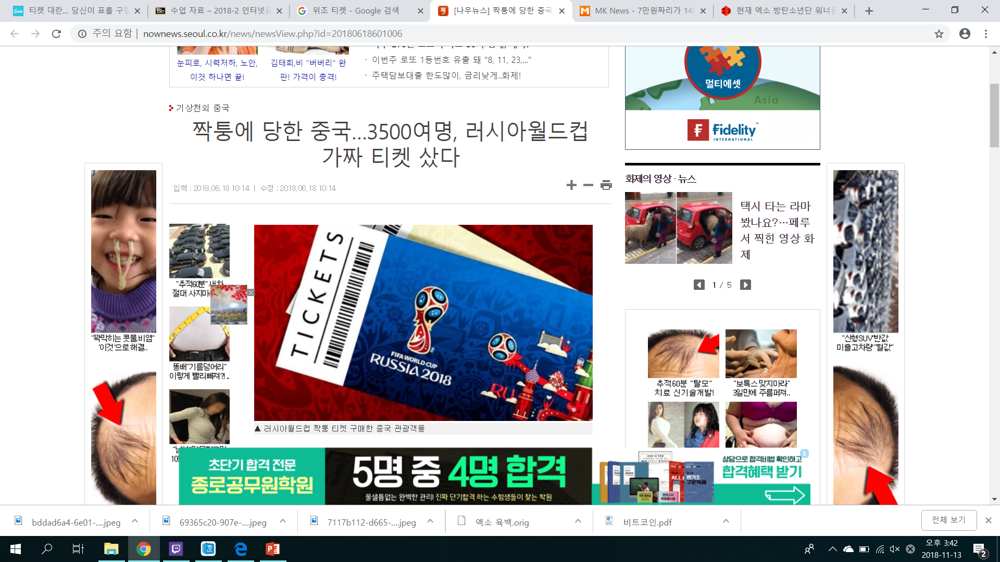 티켓 대란... 당신이 표를 구할
수업 자료 – 2018-2 인터넷윤
위조 티켓 - Google 검색
[나우뉴스] 짝퉁에 당한 중국
MK News - 7만원짜리가 140
현재 엑소 방탄소년단 워너원
주의 요함 | nownews.seoul.co.kr/news/newsView.php?id=20180618601006
눈피로, 시력저하, 노안,
이것 하나면 끝!
김태희,비 "버버리" 완
판! 가격이 충격!
· 이번주 로또 1등번호 유출 돼 "8, 11, 23,..."
· 주택담보대출 한도많이, 금리낮게..화제!
멀티에셋
Asia
Fidelity™
INTERNATIONAL
기상천외 중국
짝퉁에 당한 중국…3500여명, 러시아월드컵
가짜 티켓 샀다
입력 : 2018.06.18 10:14 | 수정 : 2018.06.18 10:14
화제의 영상·뉴스
택시 타는 라마
봤나요?…페루
서 찍힌 영상 화
제
1 / 5
"꽉막히는 콧물,비염"
'이것'으로 해결..
"추적60분" 새차
절대 사지마
똥배"기름덩어리"
이렇게 빨리빠져?! ..
TICKETS
FIFA WORLD CUP
RUSSIA 2018
RU
▲ 러시아월드컵 짝퉁 티켓 구매한 중국 관광객들
추적60분 "탈모"
치료 신기술개발!
"보톡스 맞지마라"
3일만에 주름펴져..
"신형SUV"반값
미출고차량 "헐값"
초단기 합격 전문
종로공무원학원
5명 중 4명 합격
물샐틈없는 완벽한 관리! 진짜 단기합격 하는 수험생들이 찾는 학원
상담으로 합격비법 확인하고
합격혜택 받기
bddad6a4-6e01-....jpeg
69365c20-907e-....jpeg
7117b112-d665-....jpeg
엑소 육백.orig
비트코인.pdf
전체 보기
오후 3:42
2018-11-13
2